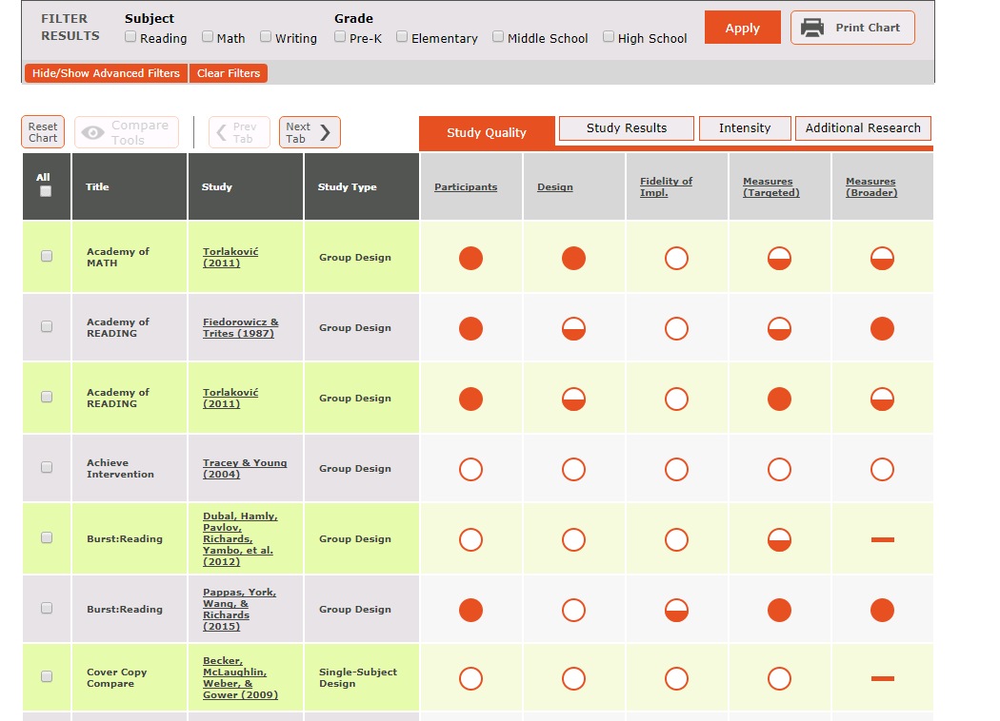 FILTER RESULTS
Subject
Reading Math Writing
Grade
Pre-K Elementary Middle School High School
Apply
Print Chart
Hide/Show Advanced Filters Clear Filters
Reset Chart
Compare Tools
Prev Tab
Next Tab
Study Quality Study Results Intensity Additional Research
All
Title
Study
Study Type
Participants
Design
Fidelity of
Impl.
Measures
(Targeted)
Measures
(Broader)
Academy of
MATH
Torlaković
(2011)
Group Design
Academy of
READING
Fiedorowicz &
Trites (1987)
Group Design
Academy of
READING
Torlaković
(2011)
Group Design
Achieve
Intervention
Tracey & Young
(2004)
Group Design
Burst:Reading
Dubal, Hamly,
Pavlov,
Richards,
Yambo, et al.
(2012)
Group Design
Burst:Reading
Pappas, York,
Wang, &
Richards
(2015)
Group Design
Cover Copy
Compare
Becker,
McLaughlin,
Weber, &
Gower (2009)
Single-Subject
Design